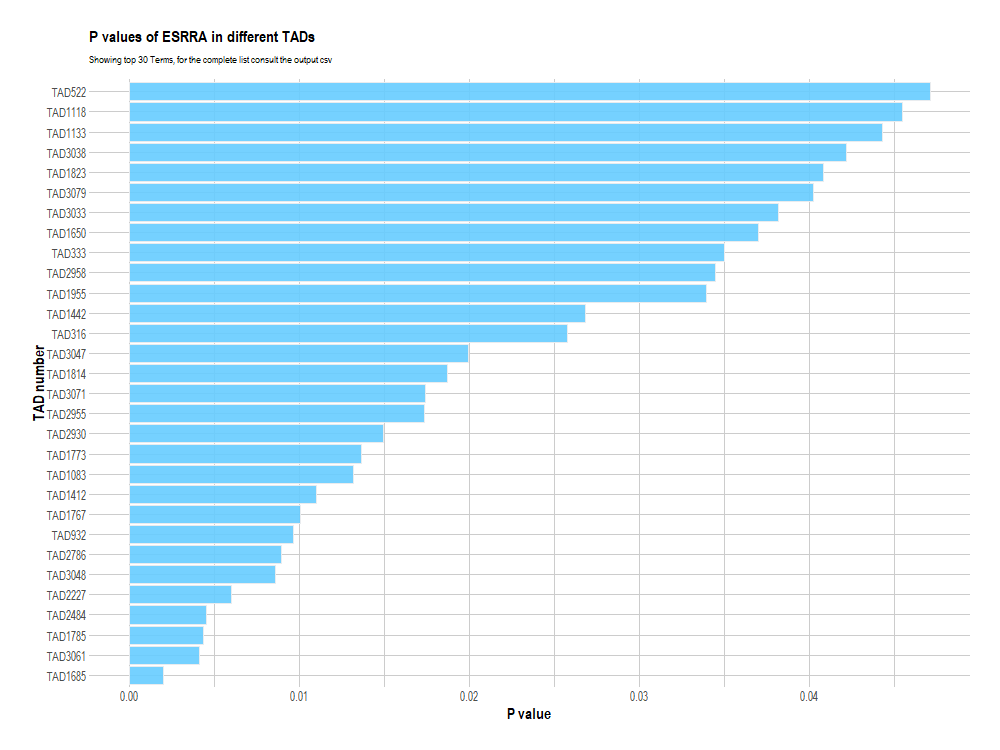 P values of ESRRA in different TADs
Showing top 30 Terms, for the complete list consult the output csv
TAD522
TAD1118
TAD1133
TAD3038
TAD1823
TAD3079
TAD3033
TAD1650
TAD333
TAD2958
TAD1955
TAD1442
TAD316
TAD3047
TAD1814
TAD3071
TAD2955
TAD2930
TAD1773
TAD1083
TAD1412
TAD1767
TAD932
TAD2786
TAD3048
TAD2227
TAD2484
TAD1785
TAD3061
TAD1685
TAD number
0.00 0.01 0.02 0.03 0.04
P value